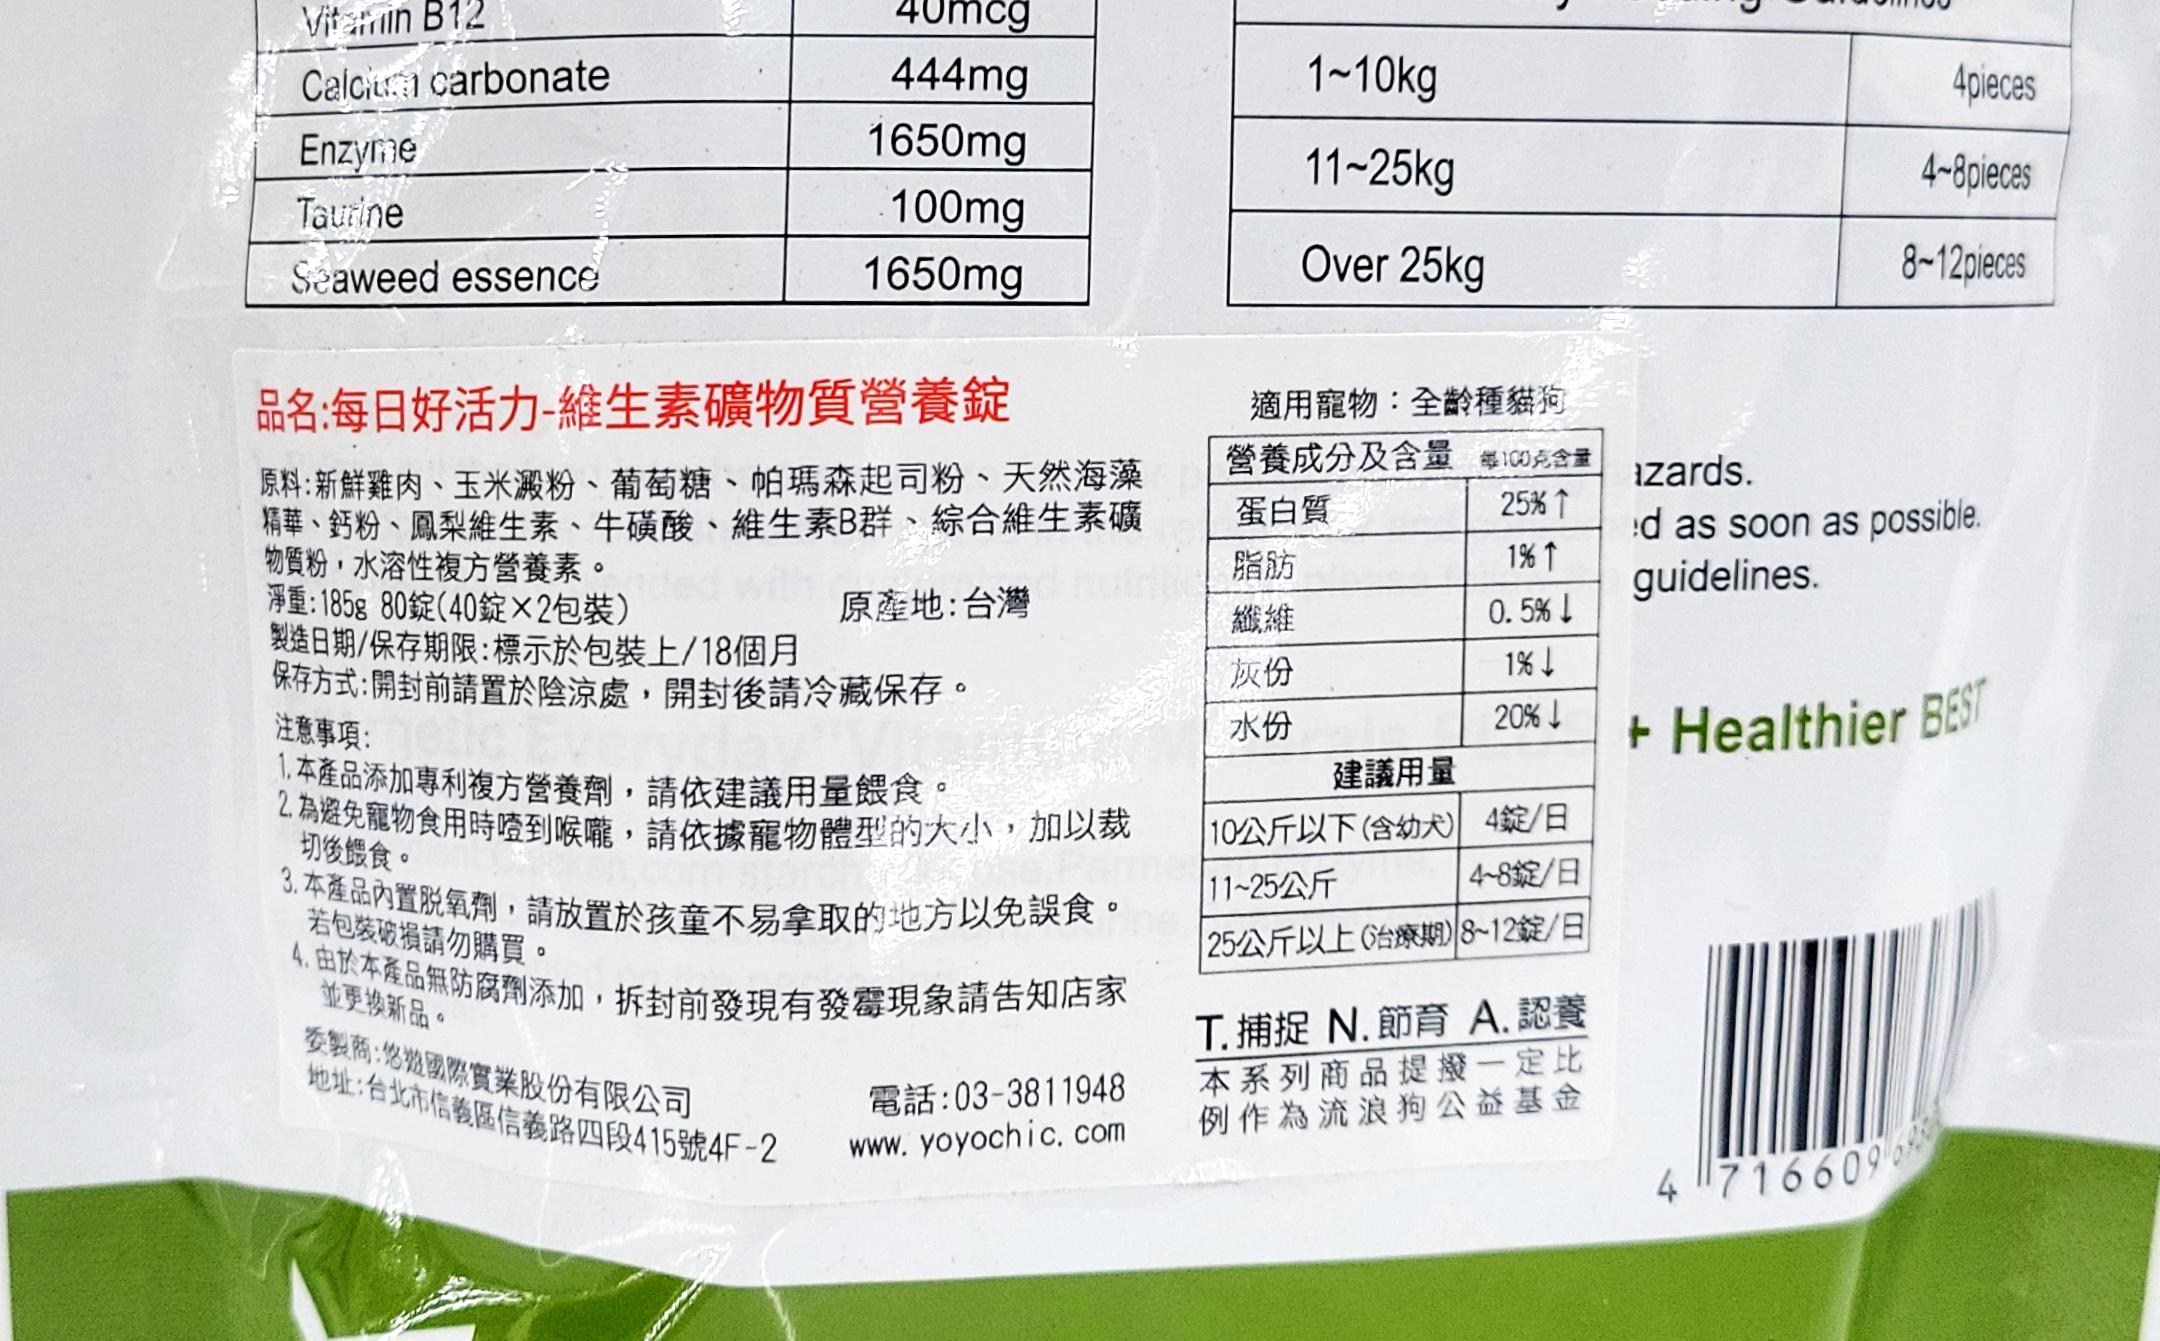 Vitamin B12 40mcg
Calcium carbonate 444mg
Enzyme 1650mg
Taurine 100mg
Seaweed essence 1650mg
1~10kg 4pieces
11~25kg 4~8pieces
Over 25kg 8~12pieces
品名:每日好活力-維生素礦物質營養錠
原料:新鮮雞肉、玉米澱粉、葡萄糖、帕瑪森起司粉、天然海藻
精華、鈣粉、鳳梨維生素、牛磺酸、維生素B群、綜合維生素礦
物質粉，水溶性複方營養素。
淨重:185g 80錠(40錠×2包裝) 原產地:台灣
製造日期/保存期限:標示於包裝上/18個月
保存方式:開封前請置於陰涼處，開封後請冷藏保存。
注意事項:
1.本產品添加專利複方營養劑，請依建議用量餵食。
2.為避免寵物食用時噎到喉嚨，請依據寵物體型的大小，加以裁
切後餵食。
3.本產品內置脱氧劑，請放置於孩童不易拿取的地方以免誤食。
若包裝破損請勿購買。
4.由於本產品無防腐劑添加，拆封前發現有發霉現象請告知店家
並更換新品。
委製商:悠遊國際實業股份有限公司 電話:03-3811948
地址:台北市信義區信義路四段415號4F-2 www.yoyochic.com
適用寵物：全齡種貓狗
營養成分及含量 每100克含量
蛋白質 25%↑
脂肪 1%↑
纖維 0.5%↓
灰份 1%↓
水份 20%↓
建議用量
10公斤以下(含幼犬) 4錠/日
11~25公斤 4~8錠/日
25公斤以上(治療期) 8~12錠/日
T.捕捉 N.節育 A.認養
本系列商品提撥一定比
例作為流浪狗公益基金
azards.
ed as soon as possible.
guidelines.
+ Healthier BEST
4 716609